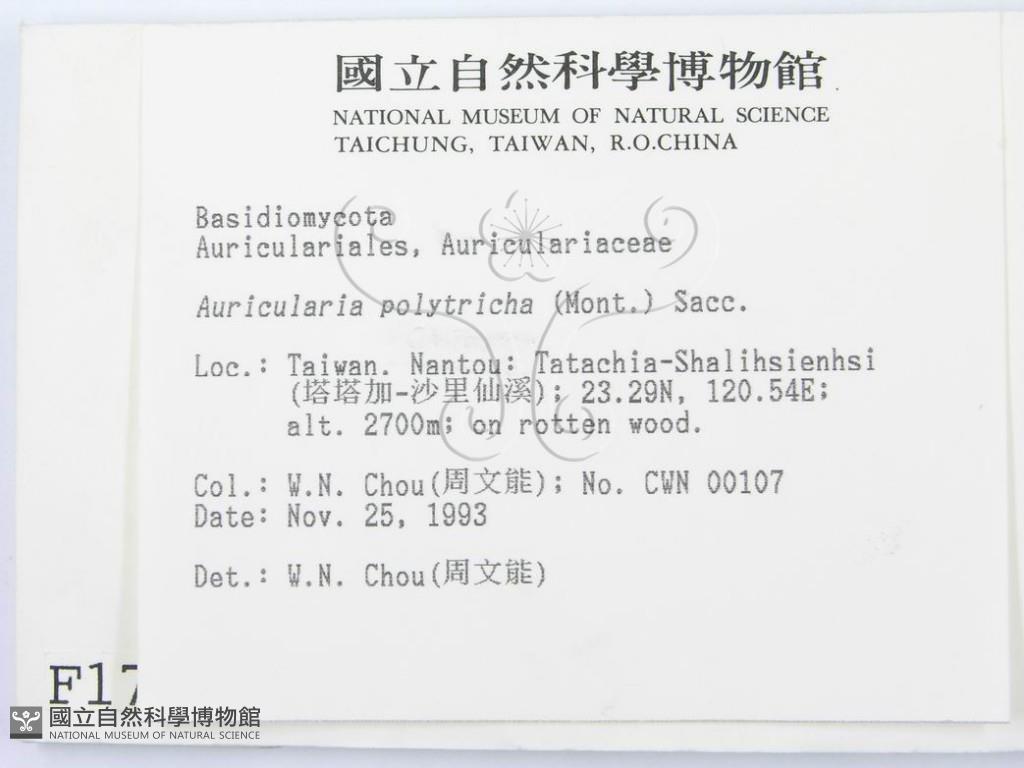 國立自然科學博物館
NATIONAL MUSEUM OF NATURAL SCIENCE
TAICHUNG, TAIWAN, R.O.CHINA
Basidiomycota
Auriculariales, Auriculariaceae
Auricularia polytricha (Mont.) Sacc.
Loc.: Taiwan. Nantou: Tatachia-Shalihsienhsi
(塔塔加-沙里仙溪); 23.29N, 120.54E;
alt. 2700m; on rotten wood.
Col.: W.N. Chou(周文能); No. CWN 00107
Date: Nov. 25, 1993
Det.: W.N. Chou(周文能)
F17
國立自然科學博物館
NATIONAL MUSEUM OF NATURAL SCIENCE